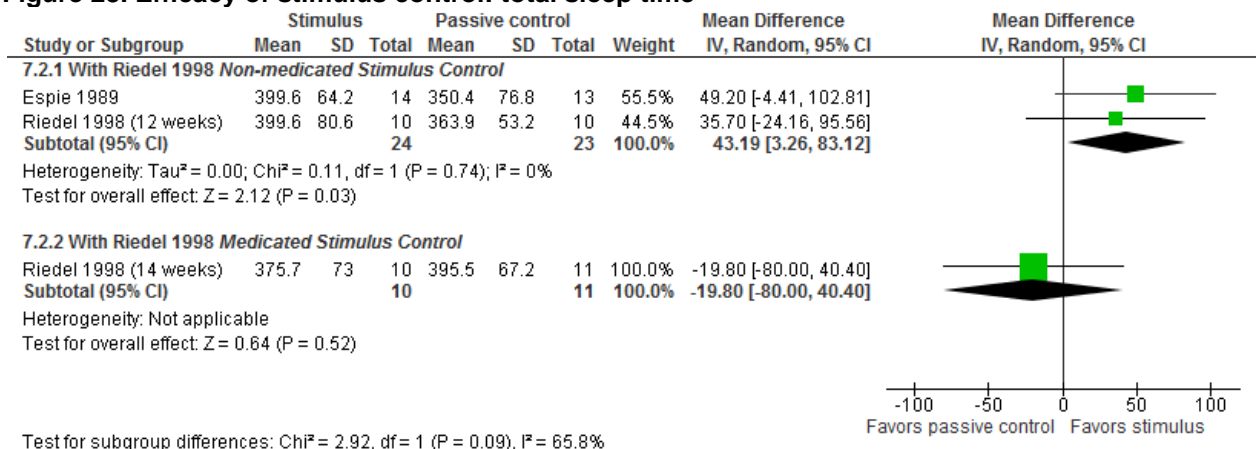 Stimulus Passive control Mean Difference Mean Difference
Study or Subgroup Mean SD Total Mean SD Total Weight IV, Random, 95% CI IV, Random, 95% CI
7.2.1 With Riedel 1998 Non-medicated Stimulus Control
Espie 1989 399.6 64.2 14 350.4 76.8 13 55.5% 49.20 [-4.41, 102.81]
Riedel 1998 (12 weeks) 399.6 80.6 10 363.9 53.2 10 44.5% 35.70 [-24.16, 95.56]
Subtotal (95% CI) 24 23 100.0% 43.19 [3.26, 83.12]
Heterogeneity: Tau² = 0.00; Chi² = 0.11, df = 1 (P = 0.74); I² = 0%
Test for overall effect: Z = 2.12 (P = 0.03)
7.2.2 With Riedel 1998 Medicated Stimulus Control
Riedel 1998 (14 weeks) 375.7 73 10 395.5 67.2 11 100.0% -19.80 [-80.00, 40.40]
Subtotal (95% CI) 10 11 100.0% -19.80 [-80.00, 40.40]
Heterogeneity: Not applicable
Test for overall effect: Z = 0.64 (P = 0.52)
-100 -50 0 50 100
Favors passive control Favors stimulus
Test for subgroup differences: Chi² = 2.92, df = 1 (P = 0.09), I² = 65.8%